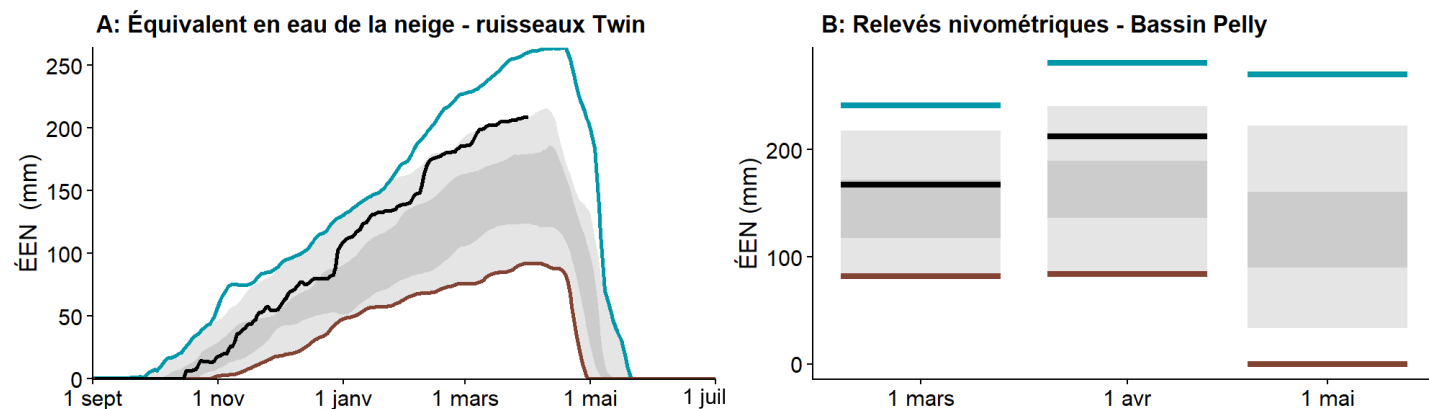 A: Équivalent en eau de la neige - ruisseaux Twin
ÉEN (mm)
250
200
150
100
50
0
1 sept
1 nov
1 janv
1 mars
1 mai
1 juil
B: Relevés nivométriques - Bassin Pelly
ÉEN (mm)
200
100
0
1 mars
1 avr
1 mai